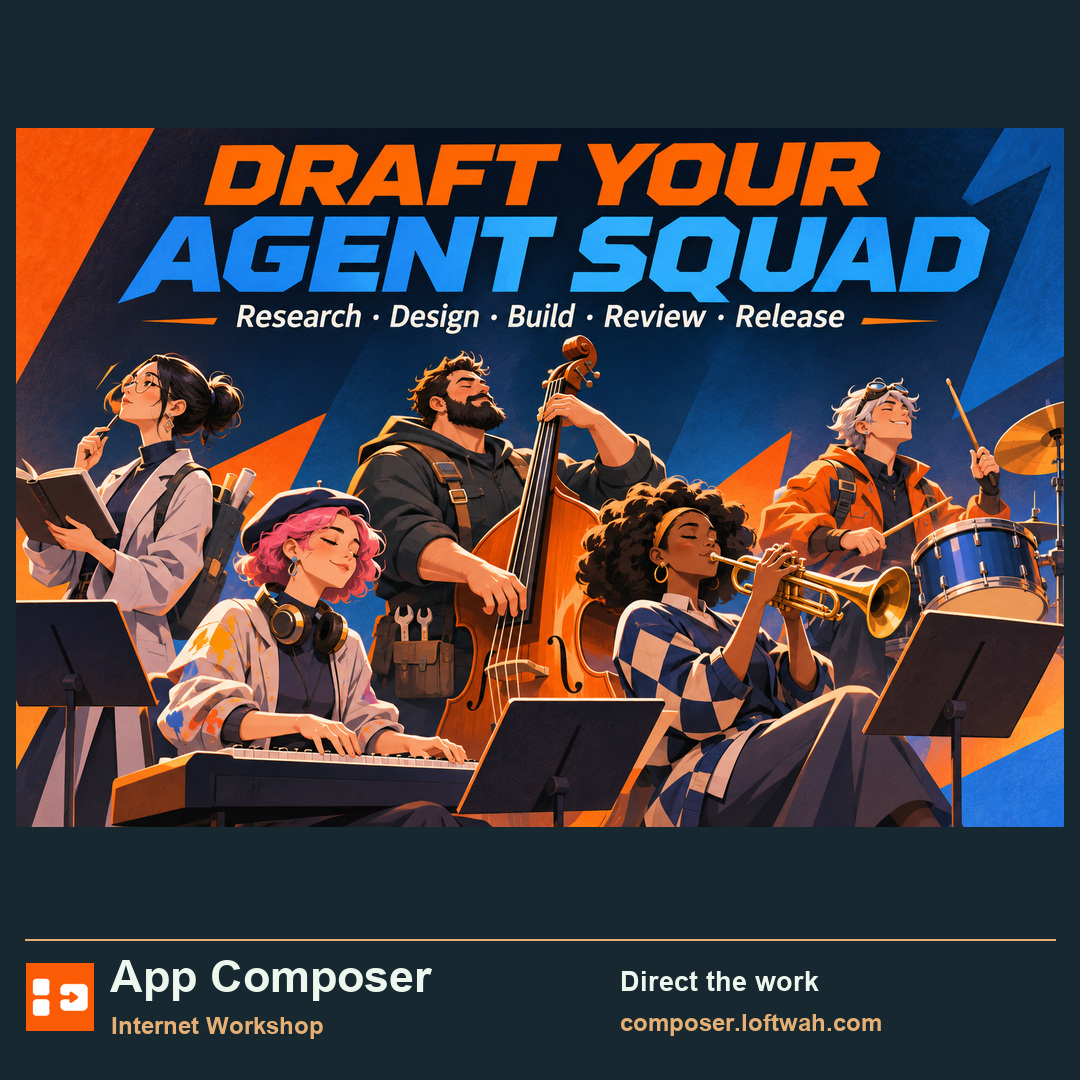 DRAFT YOUR
AGENT SQUAD
Research · Design · Build · Review · Release
App Composer
Internet Workshop
Direct the work
composer.loftwah.com